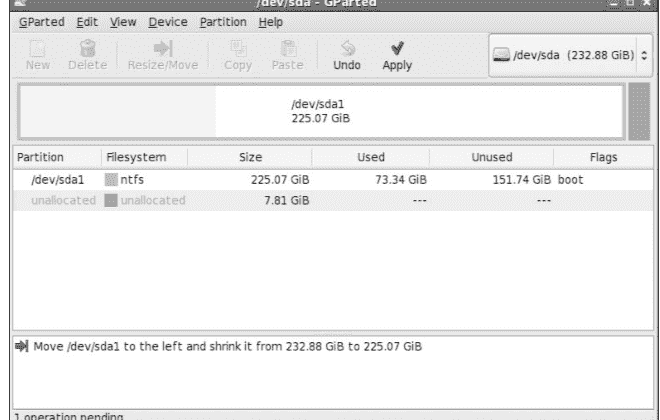 /dev/sda - GParted
GParted Edit View Device Partition Help
New Delete Resize/Move Copy Paste Undo Apply /dev/sda (232.88 GiB)
/dev/sda1
225.07 GiB
Partition Filesystem Size Used Unused Flags
/dev/sda1 ntfs 225.07 GiB 73.34 GiB 151.74 GiB boot
unallocated unallocated 7.81 GiB --- ---
Move /dev/sda1 to the left and shrink it from 232.88 GiB to 225.07 GiB
1 operation pending